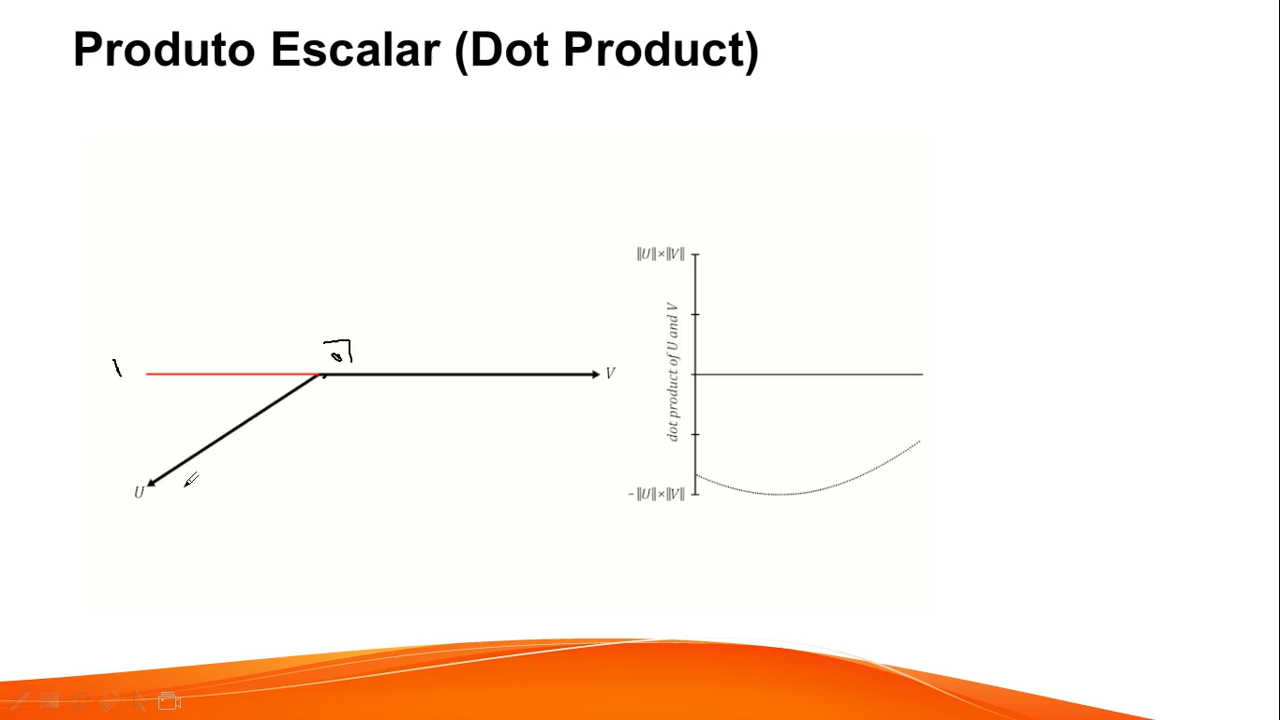 Produto Escalar (Dot Product)
||U||×||V||
dot product of U and V
V
U
-||U||×||V||